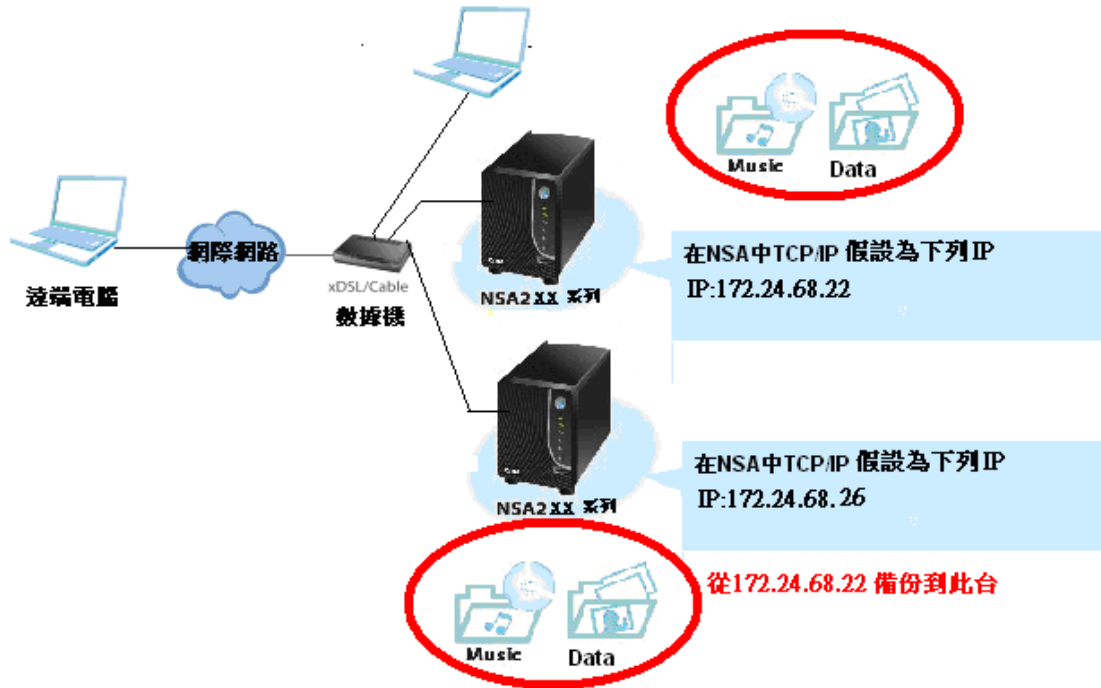 Music
Data
網際網路
遠端電腦
xDSL/Cable
數據機
NSA2XX 系列
在NSA中TCP/IP 假設為下列IP
IP:172.24.68.22
NSA2XX 系列
在NSA中TCP/IP 假設為下列IP
IP:172.24.68.26
從172.24.68.22 備份到此台
Music
Data